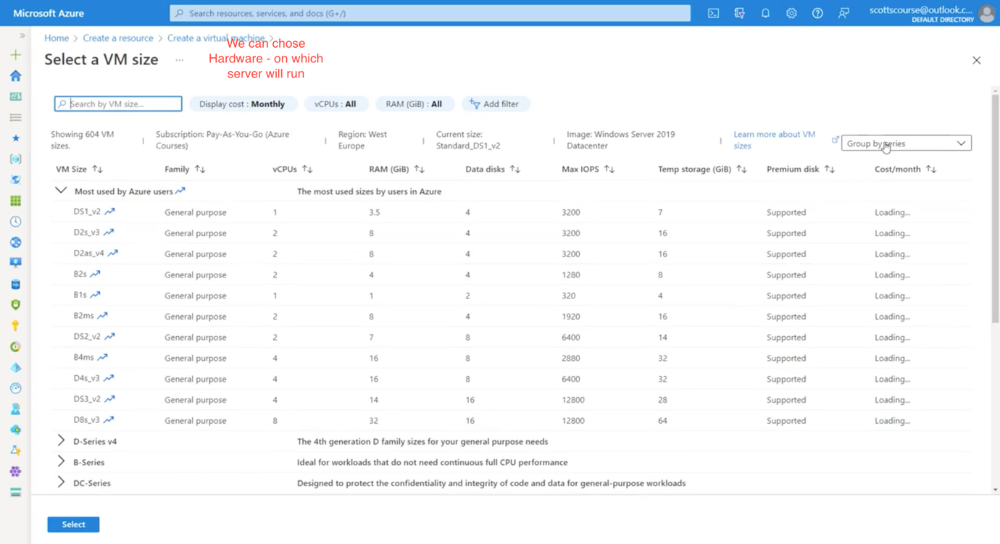 Microsoft Azure
Search resources, services, and docs (G+/)
scottscourse@outlook.c...
DEFAULT DIRECTORY
Home > Create a resource > Create a virtual machine >
We can chose
Hardware - on which
server will run
Select a VM size ...
Search by VM size...
Display cost : Monthly
vCPUs : All
RAM (GiB) : All
Add filter
Showing 604 VM
sizes.
Subscription: Pay-As-You-Go (Azure
Courses)
Region: West
Europe
Current size:
Standard_DS1_v2
Image: Windows Server 2019
Datacenter
Learn more about VM
sizes
Group by series
VM Size Family vCPUs RAM (GiB) Data disks Max IOPS Temp storage (GiB) Premium disk Cost/month
Most used by Azure users The most used sizes by users in Azure
DS1_v2 General purpose 1 3.5 4 3200 7 Supported Loading...
D2s_v3 General purpose 2 8 4 3200 16 Supported Loading...
D2as_v4 General purpose 2 8 4 3200 16 Supported Loading...
B2s General purpose 2 4 4 1280 8 Supported Loading...
B1s General purpose 1 1 2 320 4 Supported Loading...
B2ms General purpose 2 8 4 1920 16 Supported Loading...
DS2_v2 General purpose 2 7 8 6400 14 Supported Loading...
B4ms General purpose 4 16 8 2880 32 Supported Loading...
D4s_v3 General purpose 4 16 8 6400 32 Supported Loading...
DS3_v2 General purpose 4 14 16 12800 28 Supported Loading...
D8s_v3 General purpose 8 32 16 12800 64 Supported Loading...
D-Series v4 The 4th generation D family sizes for your general purpose needs
B-Series Ideal for workloads that do not need continuous full CPU performance
DC-Series Designed to protect the confidentiality and integrity of code and data for general-purpose workloads
Select